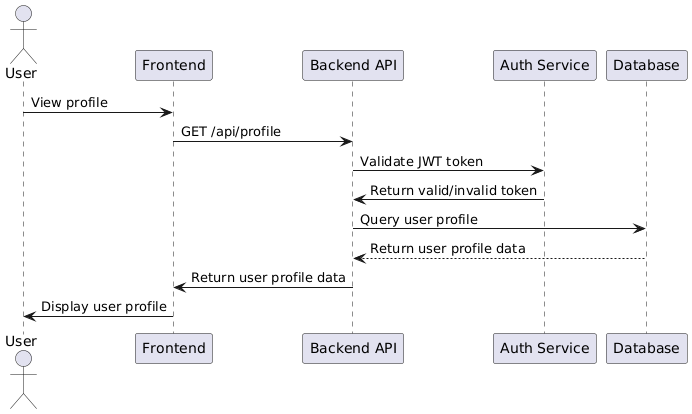 User
Frontend
Backend API
Auth Service
Database
View profile
GET /api/profile
Validate JWT token
Return valid/invalid token
Query user profile
Return user profile data
Return user profile data
Display user profile
User
Frontend
Backend API
Auth Service
Database